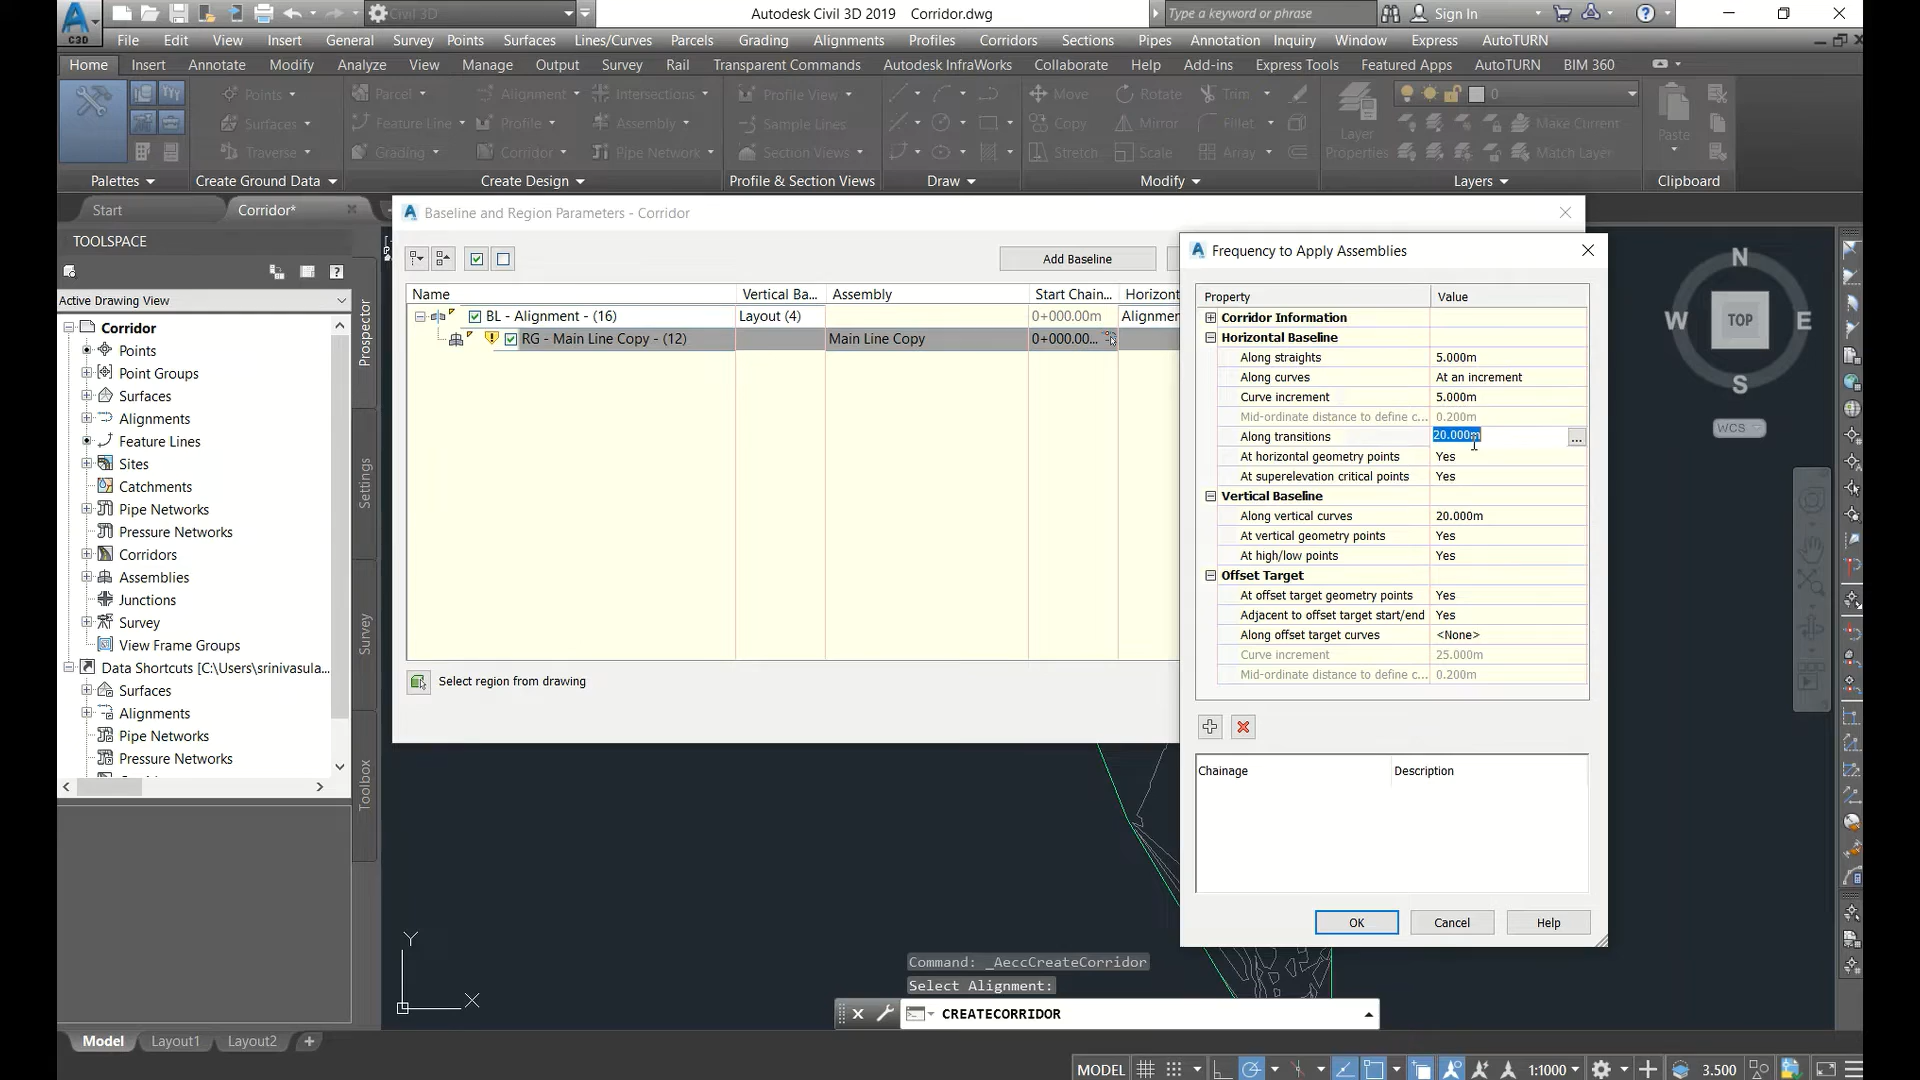 Civil 3D
Autodesk Civil 3D 2019 Corridor.dwg
Type a keyword or phrase
Sign In
C3D
File Edit View Insert General Survey Points Surfaces Lines/Curves Parcels Grading Alignments Profiles Corridors Sections Pipes Annotation Inquiry Window Express AutoTURN
Home Insert Annotate Modify Analyze View Manage Output Survey Rail Transparent Commands Autodesk InfraWorks Collaborate Help Add-ins Express Tools Featured Apps AutoTURN BIM 360
Points Parcel Alignment Intersections Profile View Move Rotate Trim 0
Surfaces Feature Line Profile Assembly Sample Lines Copy Mirror Fillet Layer Properties Make Current Paste
Traverse Grading Corridor Pipe Network Section Views Stretch Scale Array Match Layer
Palettes Create Ground Data Create Design Profile & Section Views Draw Modify Layers Clipboard
Start Corridor*
TOOLSPACE
Active Drawing View
Corridor
Points
Point Groups
Surfaces
Alignments
Feature Lines
Sites
Catchments
Pipe Networks
Pressure Networks
Corridors
Assemblies
Junctions
Survey
View Frame Groups
Data Shortcuts [C:\Users\srinivasula...
Surfaces
Alignments
Pipe Networks
Pressure Networks
Prospector
Settings
Survey
Toolbox
Baseline and Region Parameters - Corridor
Add Baseline
Name Vertical Ba... Assembly Start Chain... Horizont
BL - Alignment - (16) Layout (4) 0+000.00m Alignmen
RG - Main Line Copy - (12) Main Line Copy 0+000.00...
Select region from drawing
Frequency to Apply Assemblies
Property Value
Corridor Information
Horizontal Baseline
Along straights 5.000m
Along curves At an increment
Curve increment 5.000m
Mid-ordinate distance to define c... 0.200m
Along transitions 20.000m ...
At horizontal geometry points Yes
At superelevation critical points Yes
Vertical Baseline
Along vertical curves 20.000m
At vertical geometry points Yes
At high/low points Yes
Offset Target
At offset target geometry points Yes
Adjacent to offset target start/end Yes
Along offset target curves <None>
Curve increment 25.000m
Mid-ordinate distance to define c... 0.200m
Chainage Description
OK Cancel Help
N
W TOP E
S
WCS
Y
X
Command: _AeccCreateCorridor
Select Alignment:
CREATECORRIDOR
Model Layout1 Layout2 +
MODEL 1:1000 3.500